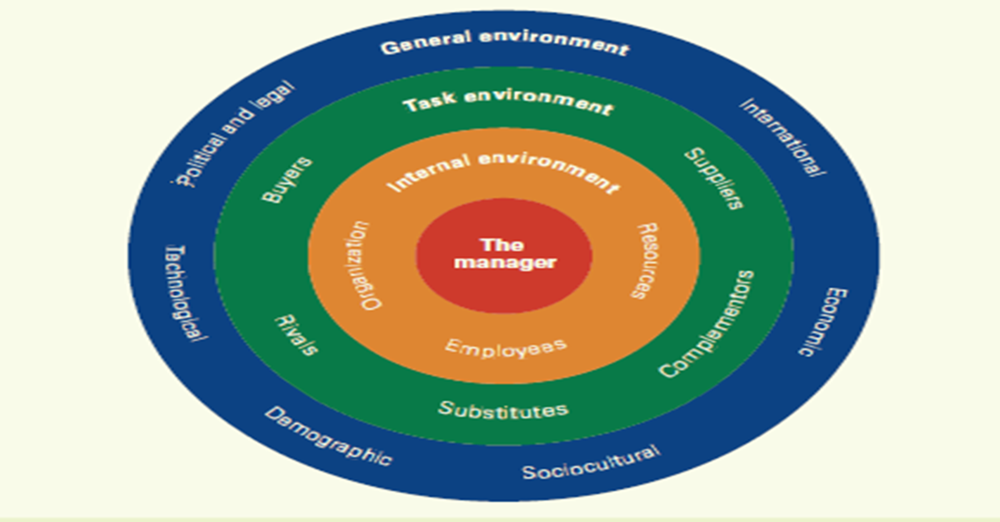 General environment
Political and legal
International
Technological
Economic
Demographic
Sociocultural
Task environment
Buyers
Suppliers
Rivals
Complementors
Substitutes
Internal environment
Organization
Resources
Employees
The
manager